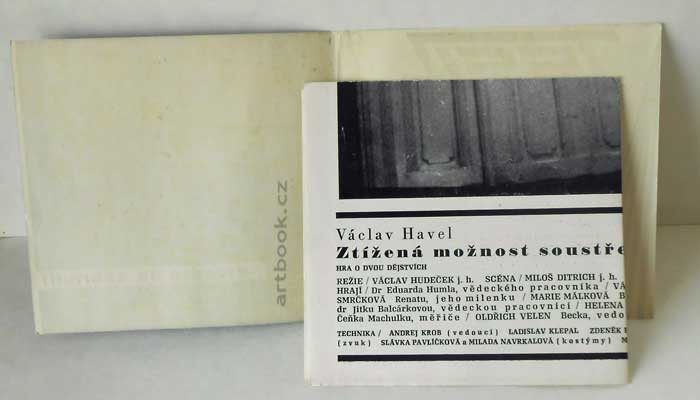 Václav Havel
Ztížená možnost soustře
HRA O DVOU DĚJSTVÍCH
REŽIE / VÁCLAV HUDEČEK j. h. SCÉNA / MILOŠ DITRICH j. h.
HRAJÍ / Dr Eduarda Humla, vědeckého pracovníka / VÁ
SMRČKOVÁ Renatu, jeho milenku / MARIE MÁLKOVÁ B
dr Jitku Balcárkovou, vědeckou pracovnici / HELENA
Čeňka Machulku, měřiče / OLDŘICH VELEN Becka, vedo
TECHNIKA / ANDREJ KROB (vedoucí) LADISLAV KLEPAL ZDENĚK
(zvuk) SLÁVKA PAVLÍČKOVÁ a MILADA NAVRKALOVÁ (kostýmy) M
artbook.cz